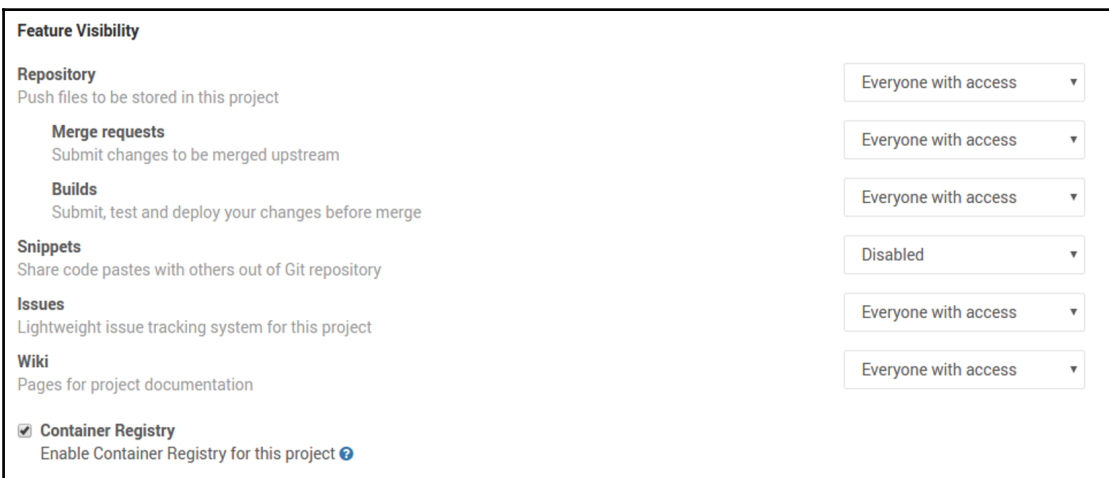 Feature Visibility
Repository
Everyone with access
Push files to be stored in this project
Merge requests
Everyone with access
Submit changes to be merged upstream
Builds
Everyone with access
Submit, test and deploy your changes before merge
Snippets
Disabled
Share code pastes with others out of Git repository
Issues
Everyone with access
Lightweight issue tracking system for this project
Wiki
Everyone with access
Pages for project documentation
Container Registry
Enable Container Registry for this project ?